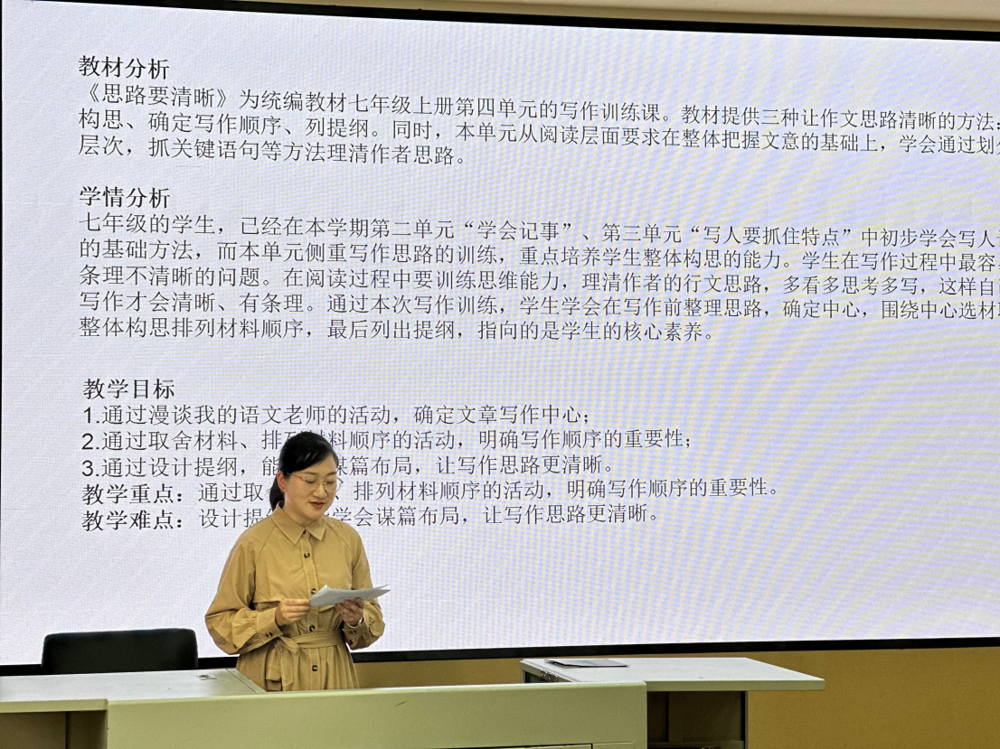 教材分析
《思路要清晰》为统编教材七年级上册第四单元的写作训练课。教材提供三种让作文思路清晰的方法：
构思、确定写作顺序、列提纲。同时，本单元从阅读层面要求在整体把握文意的基础上，学会通过划
层次，抓关键语句等方法理清作者思路。
学情分析
七年级的学生，已经在本学期第二单元“学会记事”、第三单元“写人要抓住特点”中初步学会写人
的基础方法，而本单元侧重写作思路的训练，重点培养学生整体构思的能力。学生在写作过程中最容
条理不清晰的问题。在阅读过程中要训练思维能力，理清作者的行文思路，多看多思考多写，这样自
写作才会清晰、有条理。通过本次写作训练，学生学会在写作前整理思路，确定中心，围绕中心选材
整体构思排列材料顺序，最后列出提纲，指向的是学生的核心素养。
教学目标
1.通过漫谈我的语文老师的活动，确定文章写作中心；
2.通过取舍材料、排 料顺序的活动，明确写作顺序的重要性；
3.通过设计提纲，能 篇布局，让写作思路更清晰。
教学重点：通过取 排列材料顺序的活动，明确写作顺序的重要性。
教学难点：设计提 学会谋篇布局，让写作思路更清晰。